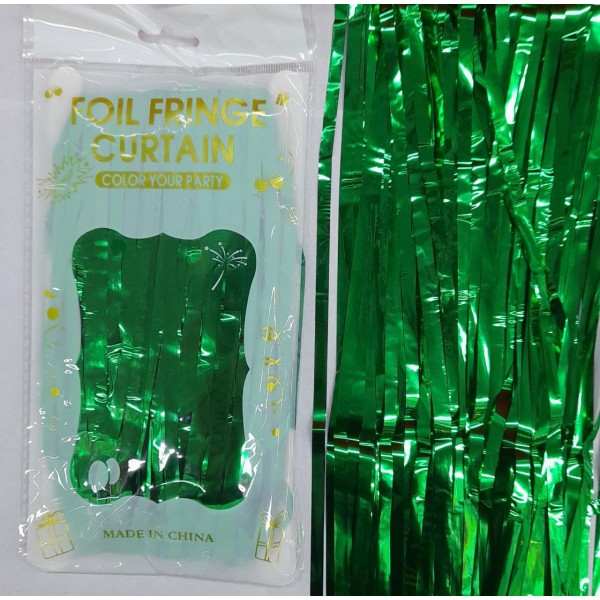 FOIL FRINGE
CURTAIN
COLOR YOUR PARTY
MADE IN CHINA